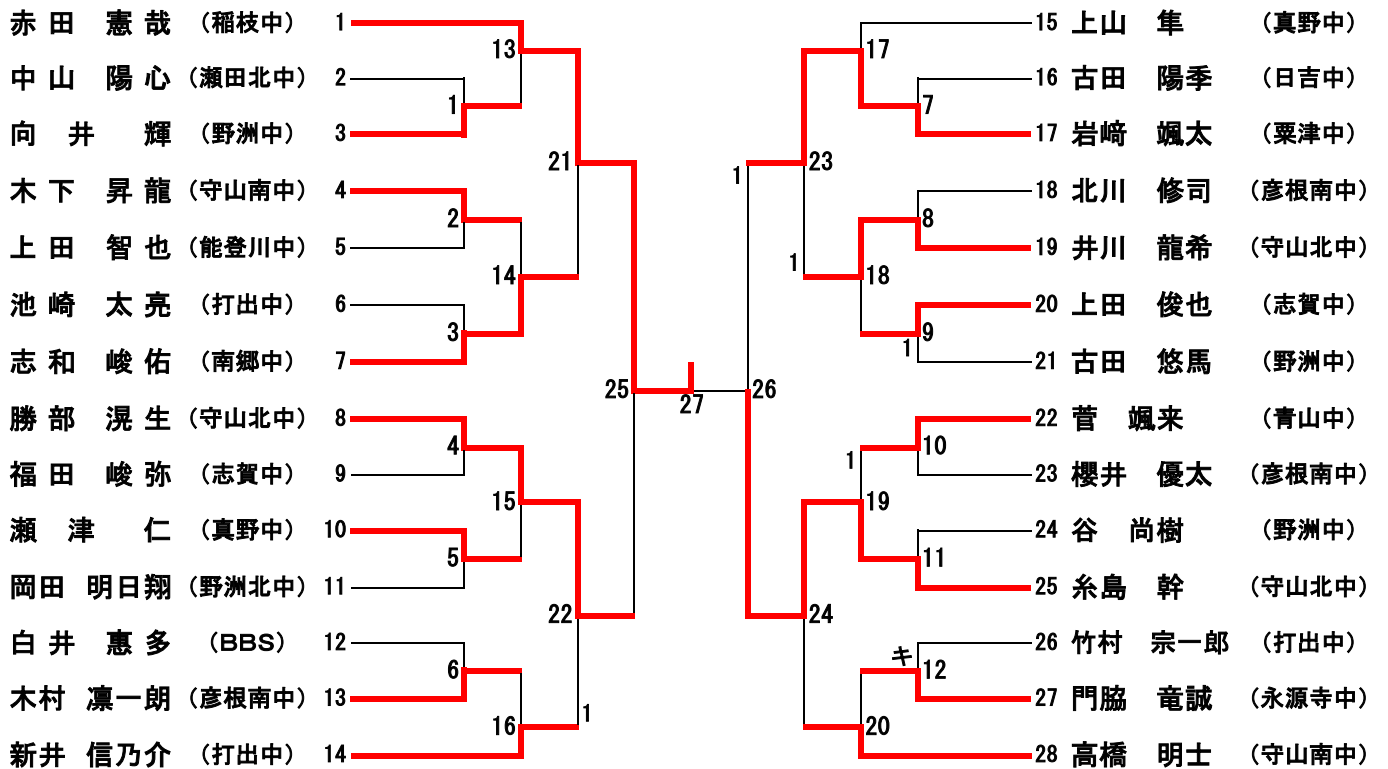 赤田 憲哉 （稲枝中） 1
中山 陽心 （瀬田北中） 2
向井 輝 （野洲中） 3
木下 昇龍 （守山南中） 4
上田 智也 （能登川中） 5
池崎 太亮 （打出中） 6
志和 峻佑 （南郷中） 7
勝部 滉生 （守山北中） 8
福田 峻弥 （志賀中） 9
瀬津 仁 （真野中） 10
岡田 明日翔 （野洲北中） 11
白井 惠多 （BBS） 12
木村 凛一朗 （彦根南中） 13
新井 信乃介 （打出中） 14
13
1
21
2
14
3
25
4
15
5
22
6
16
1
27
15 上山 隼 （真野中）
16 古田 陽季 （日吉中）
17 岩﨑 颯太 （粟津中）
18 北川 修司 （彦根南中）
19 井川 龍希 （守山北中）
20 上田 俊也 （志賀中）
21 古田 悠馬 （野洲中）
22 菅 颯来 （青山中）
23 櫻井 優太 （彦根南中）
24 谷 尚樹 （野洲中）
25 糸島 幹 （守山北中）
26 竹村 宗一郎 （打出中）
27 門脇 竜誠 （永源寺中）
28 高橋 明士 （守山南中）
17
7
1
23
8
1
18
9
1
26
10
1
19
11
24
キ
12
20